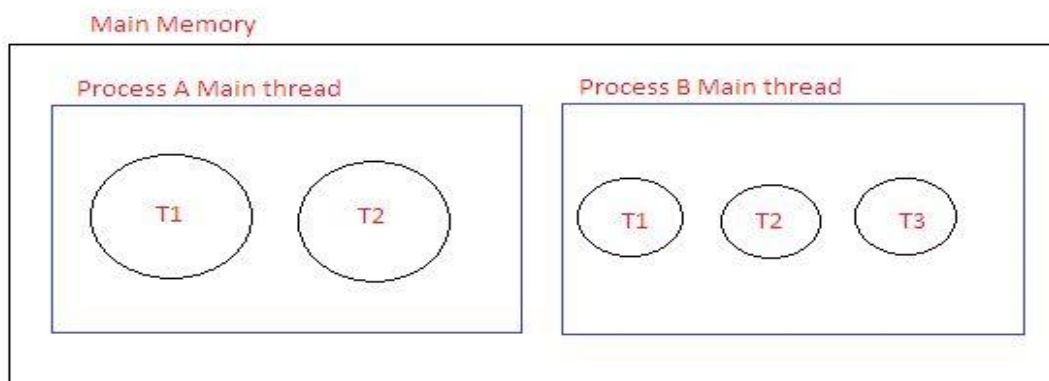 Main Memory
Process A Main thread
Process B Main thread
T1
T2
T1
T2
T3